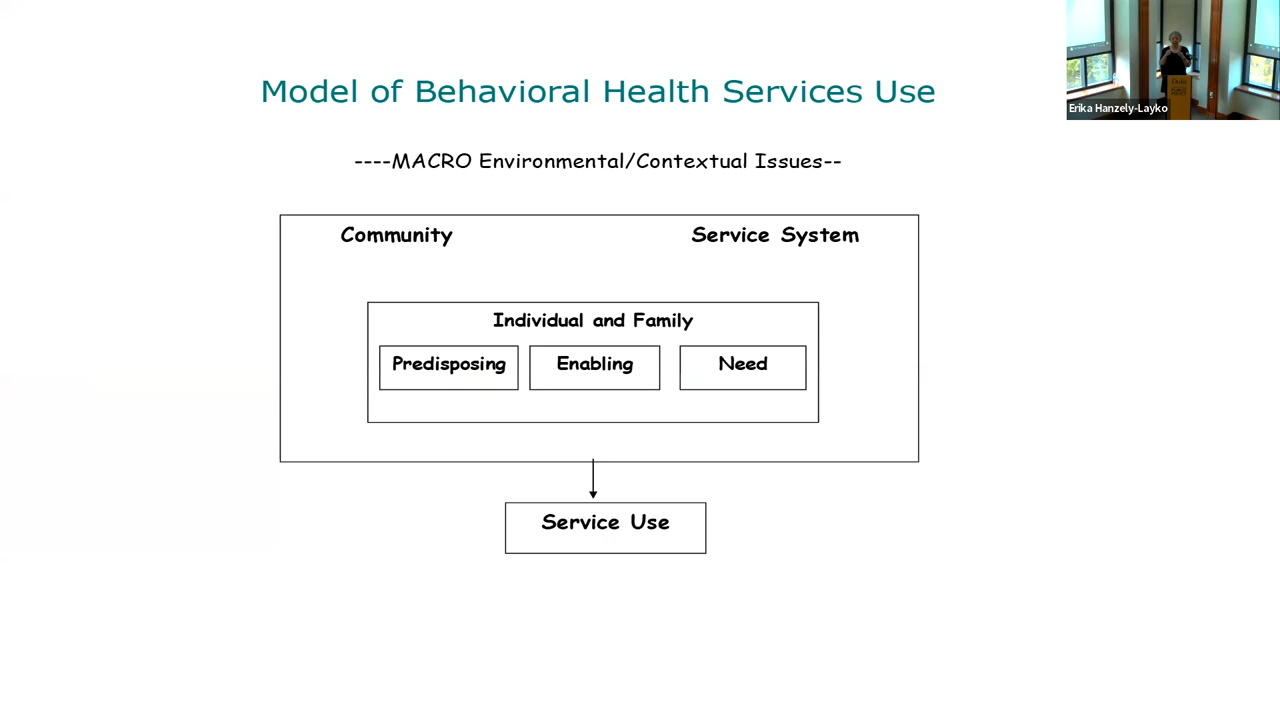 Model of Behavioral Health Services Use
----MACRO Environmental/Contextual Issues--
Community Service System
Individual and Family
Predisposing Enabling Need
Service Use
Erika Hanzely-Layko